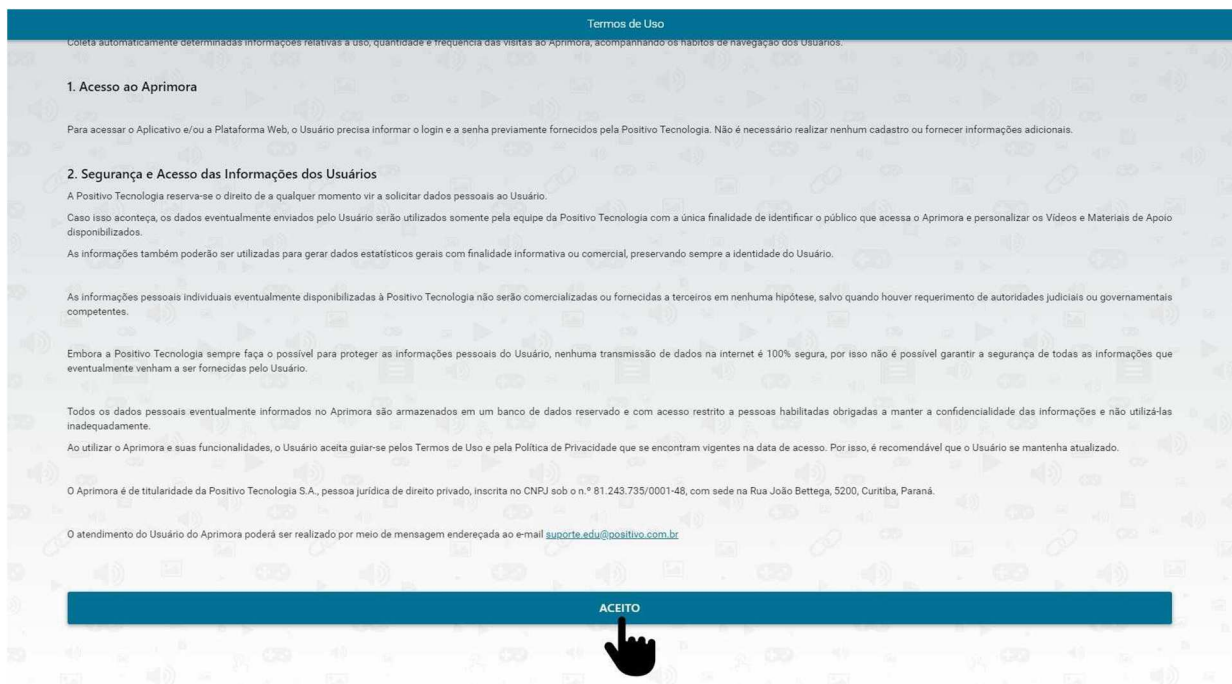 Termos de Uso
Coleta automaticamente determinadas informações relativas a uso, quantidade e frequência das visitas ao Aprimora, acompanhando os hábitos de navegação dos Usuários.
1. Acesso ao Aprimora
Para acessar o Aplicativo e/ou a Plataforma Web, o Usuário precisa informar o login e a senha previamente fornecidos pela Positivo Tecnologia. Não é necessário realizar nenhum cadastro ou fornecer informações adicionais.
2. Segurança e Acesso das Informações dos Usuários
A Positivo Tecnologia reserva-se o direito de a qualquer momento vir a solicitar dados pessoais ao Usuário.
Caso isso aconteça, os dados eventualmente enviados pelo Usuário serão utilizados somente pela equipe da Positivo Tecnologia com a única finalidade de identificar o público que acessa o Aprimora e personalizar os Vídeos e Materiais de Apoio
disponibilizados.
As informações também poderão ser utilizadas para gerar dados estatísticos gerais com finalidade informativa ou comercial, preservando sempre a identidade do Usuário.
As informações pessoais individuais eventualmente disponibilizadas à Positivo Tecnologia não serão comercializadas ou fornecidas a terceiros em nenhuma hipótese, salvo quando houver requerimento de autoridades judiciais ou governamentais
competentes.
Embora a Positivo Tecnologia sempre faça o possível para proteger as informações pessoais do Usuário, nenhuma transmissão de dados na internet é 100% segura, por isso não é possível garantir a segurança de todas as informações que
eventualmente venham a ser fornecidas pelo Usuário.
Todos os dados pessoais eventualmente informados no Aprimora são armazenados em um banco de dados reservado e com acesso restrito a pessoas habilitadas obrigadas a manter a confidencialidade das informações e não utilizá-las
inadequadamente.
Ao utilizar o Aprimora e suas funcionalidades, o Usuário aceita guiar-se pelos Termos de Uso e pela Política de Privacidade que se encontram vigentes na data de acesso. Por isso, é recomendável que o Usuário se mantenha atualizado.
O Aprimora é de titularidade da Positivo Tecnologia S.A., pessoa jurídica de direito privado, inscrita no CNPJ sob o n.º 81.243.735/0001-48, com sede na Rua João Bettega, 5200, Curitiba, Paraná.
O atendimento do Usuário do Aprimora poderá ser realizado por meio de mensagem endereçada ao e-mail suporte.edu@positivo.com.br
ACEITO